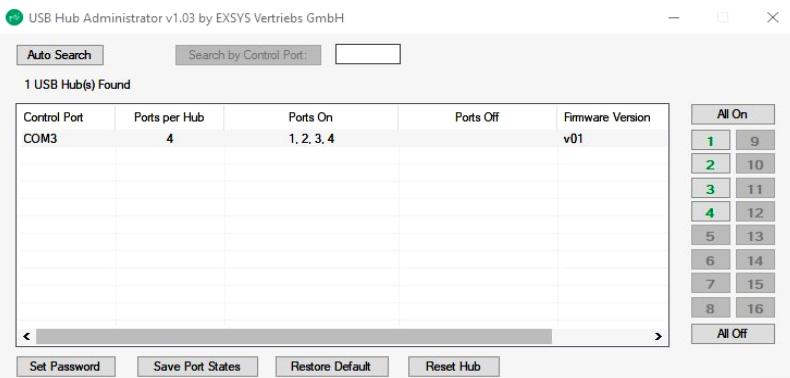 USB Hub Administrator v1.03 by EXSYS Vertriebs GmbH
Auto Search Search by Control Port:
1 USB Hub(s) Found
Control Port Ports per Hub Ports On Ports Off Firmware Version
COM3 4 1, 2, 3, 4 v01
All On
1 9
2 10
3 11
4 12
5 13
6 14
7 15
8 16
All Off
Set Password Save Port States Restore Default Reset Hub